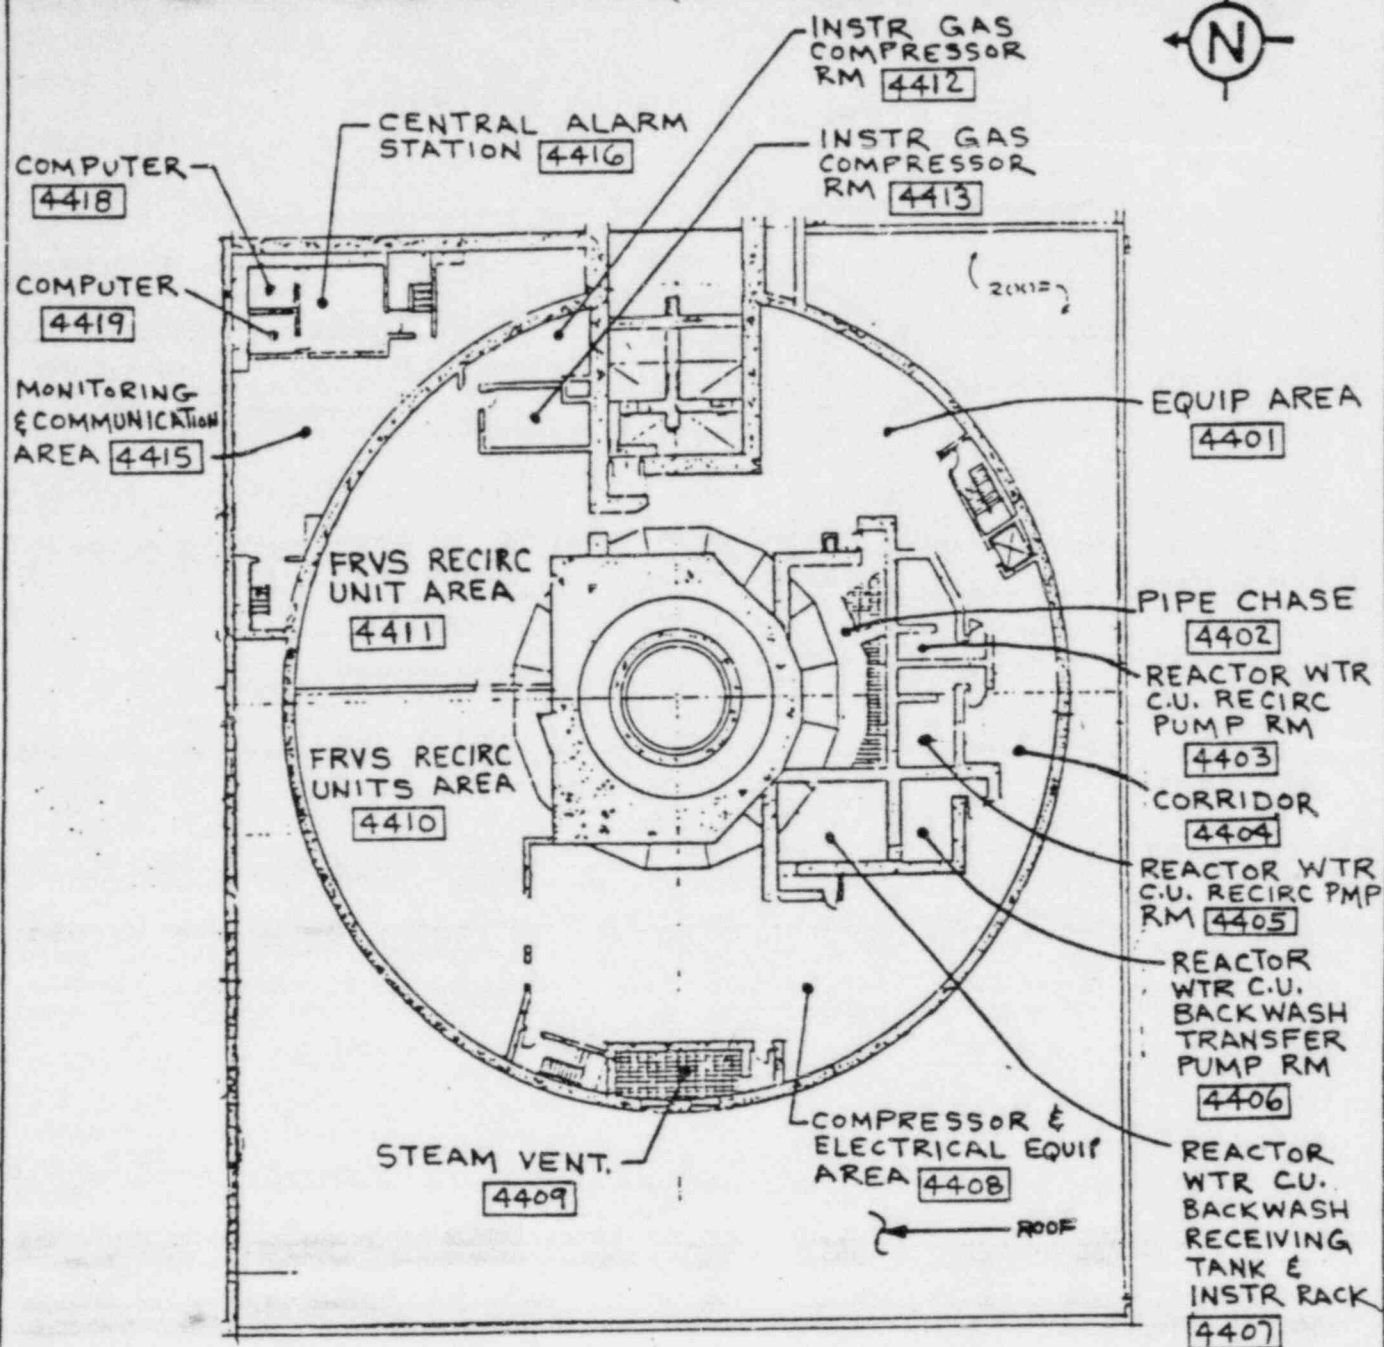 N
INSTR GAS
COMPRESSOR
RM 4412
CENTRAL ALARM
STATION 4416
INSTR GAS
COMPRESSOR
RM 4413
COMPUTER
4418
COMPUTER
4419
MONITORING
& COMMUNICATION
AREA 4415
EQUIP AREA
4401
FRVS RECIRC
UNIT AREA
4411
PIPE CHASE
4402
REACTOR WTR
C.U. RECIRC
PUMP RM
4403
FRVS RECIRC
UNITS AREA
4410
CORRIDOR
4404
REACTOR WTR
C.U. RECIRC PMP
RM 4405
REACTOR
WTR C.U.
BACKWASH
TRANSFER
PUMP RM
4406
COMPRESSOR &
ELECTRICAL EQUIP
AREA 4408
STEAM VENT.
4409
ROOF
REACTOR
WTR C.U.
BACKWASH
RECEIVING
TANK &
INSTR RACK
4407